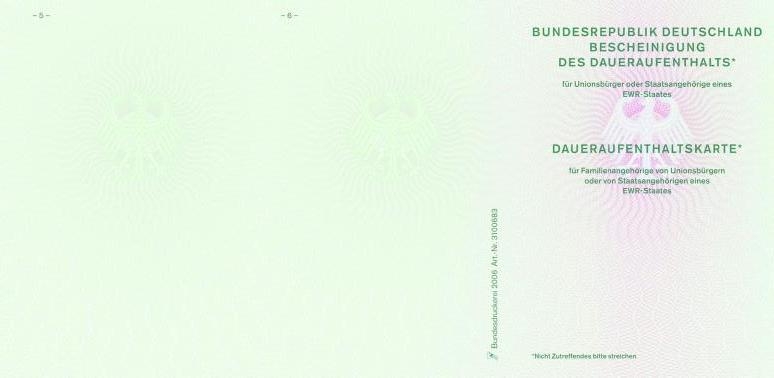 – 5 –
– 6 –
BUNDESREPUBLIK DEUTSCHLAND
BESCHEINIGUNG
DES DAUERAUFENTHALTS*
für Unionsbürger oder Staatsangehörige eines
EWR-Staates
DAUERAUFENTHALTSKARTE*
für Familienangehörige von Unionsbürgern
oder von Staatsangehörigen eines
EWR-Staates
Bundesdruckerei 2006 Art.-Nr. 3100683
*Nicht Zutreffendes bitte streichen